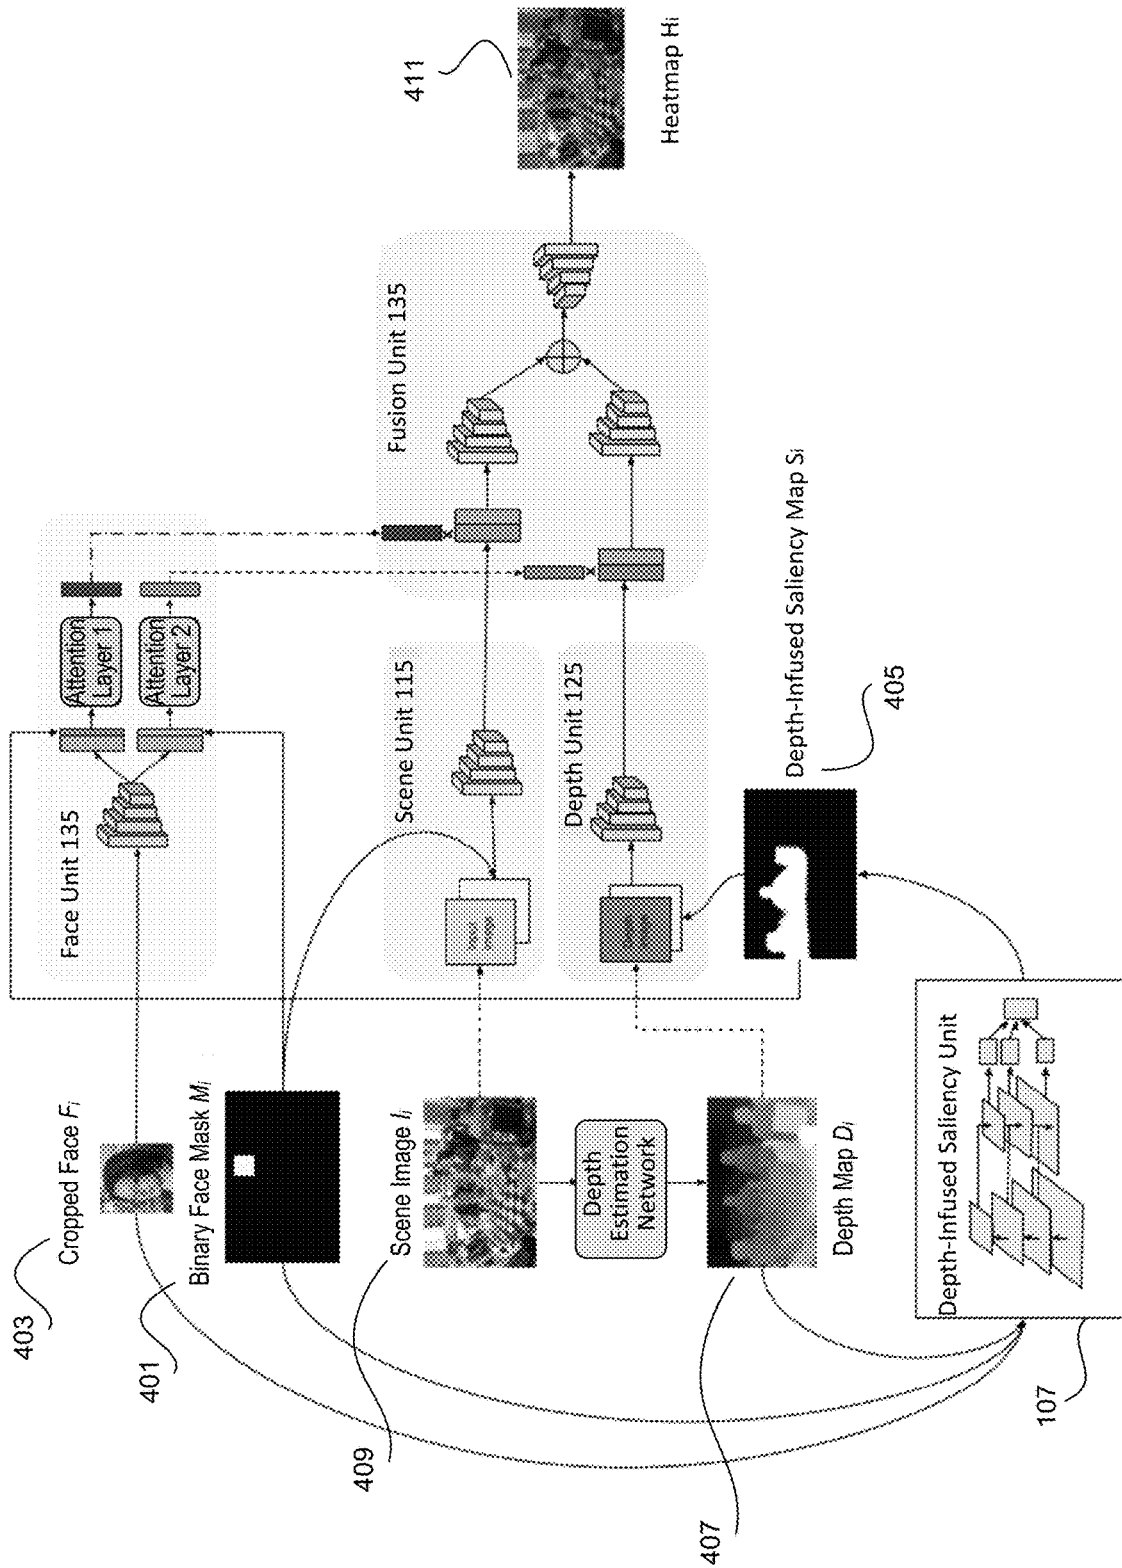 403
Cropped Face Fi
401
Binary Face Mask Mi
409
Scene Image Ii
Depth
Estimation
Network
407
Depth Map Di
107
Depth-Infused Saliency Unit
Face Unit 135
Attention
Layer 1
Attention
Layer 2
Scene Unit 115
Depth Unit 125
Depth-Infused Saliency Map Si
405
Fusion Unit 135
411
Heatmap Hi